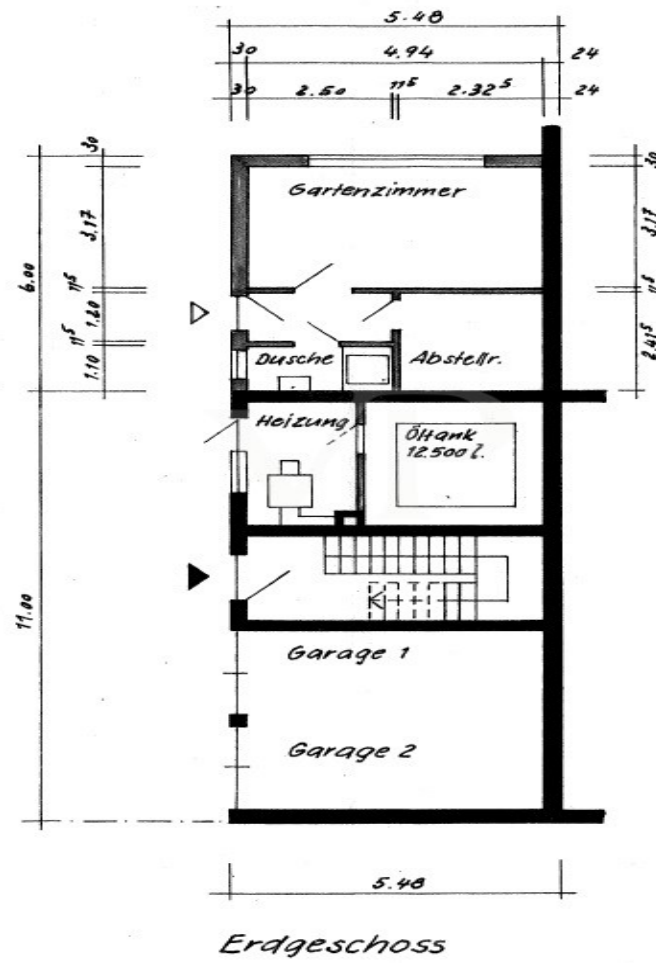 5.48
30 4.94 24
30 2.50 11⁵ 2.32⁵ 24
30
3.17
11⁵
1.20
11⁵
1.10
6.00
11.00
30
3.17
11⁵
2.41⁵
Gartenzimmer
Dusche
Abstellr.
Heizung
Öltank
12.500 l.
Garage 1
Garage 2
5.48
Erdgeschoss